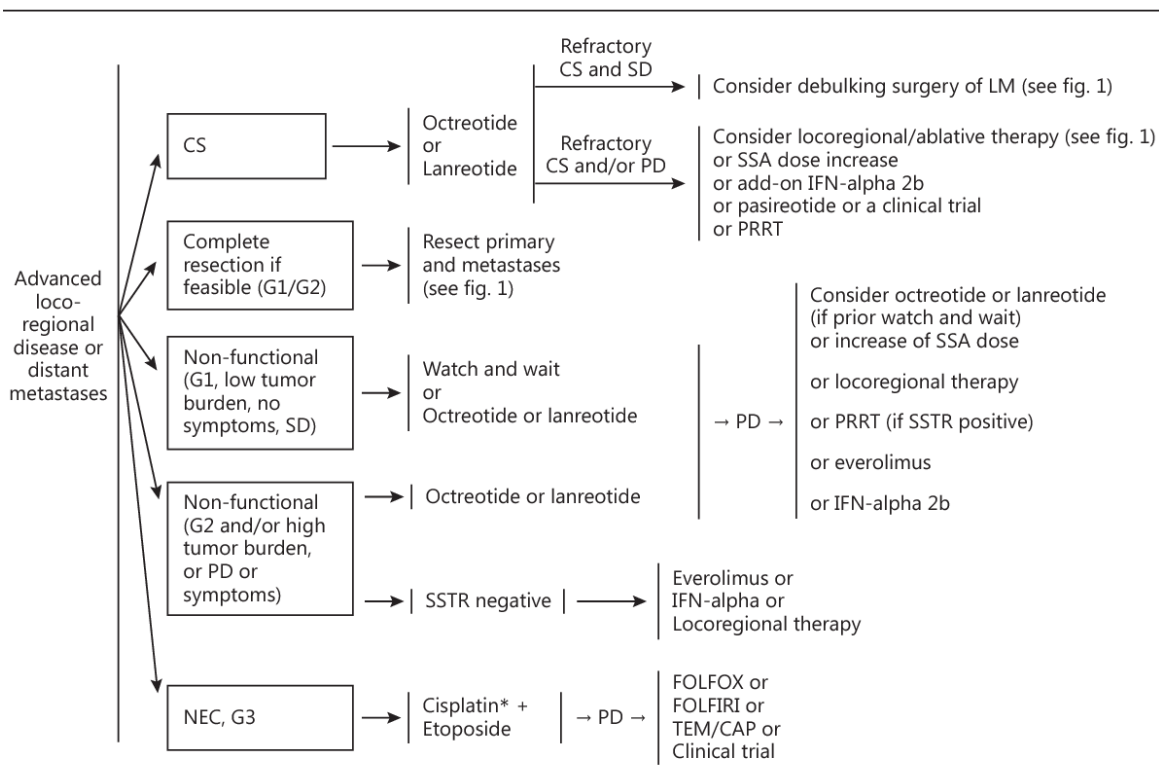 Advanced
loco-
regional
disease or
distant
metastases
CS
Octreotide
or
Lanreotide
Refractory
CS and SD
Consider debulking surgery of LM (see fig. 1)
Refractory
CS and/or PD
Consider locoregional/ablative therapy (see fig. 1)
or SSA dose increase
or add-on IFN-alpha 2b
or pasireotide or a clinical trial
or PRRT
Complete
resection if
feasible (G1/G2)
Resect primary
and metastases
(see fig. 1)
Non-functional
(G1, low tumor
burden, no
symptoms, SD)
Watch and wait
or
Octreotide or lanreotide
Non-functional
(G2 and/or high
tumor burden,
or PD or
symptoms)
Octreotide or lanreotide
→ PD →
Consider octreotide or lanreotide
(if prior watch and wait)
or increase of SSA dose
or locoregional therapy
or PRRT (if SSTR positive)
or everolimus
or IFN-alpha 2b
SSTR negative
Everolimus or
IFN-alpha or
Locoregional therapy
NEC, G3
Cisplatin* +
Etoposide
→ PD →
FOLFOX or
FOLFIRI or
TEM/CAP or
Clinical trial